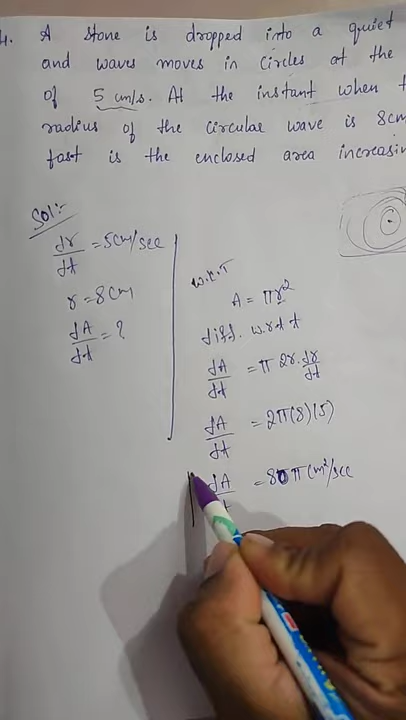 4. A stone is dropped into a quiet
and waves moves in circles at the
of 5 cm/s. At the instant when
radius of the circular wave is 8cm
fast is the enclosed area increasin
Sol:-
dr/dt = 5cm/sec
r = 8cm
dA/dt = ?
W.K.T
A = πr²
diff. w.r.t t
dA/dt = π 2r. dr/dt
dA/dt = 2π(8)(5)
dA/dt = 80π cm²/sec